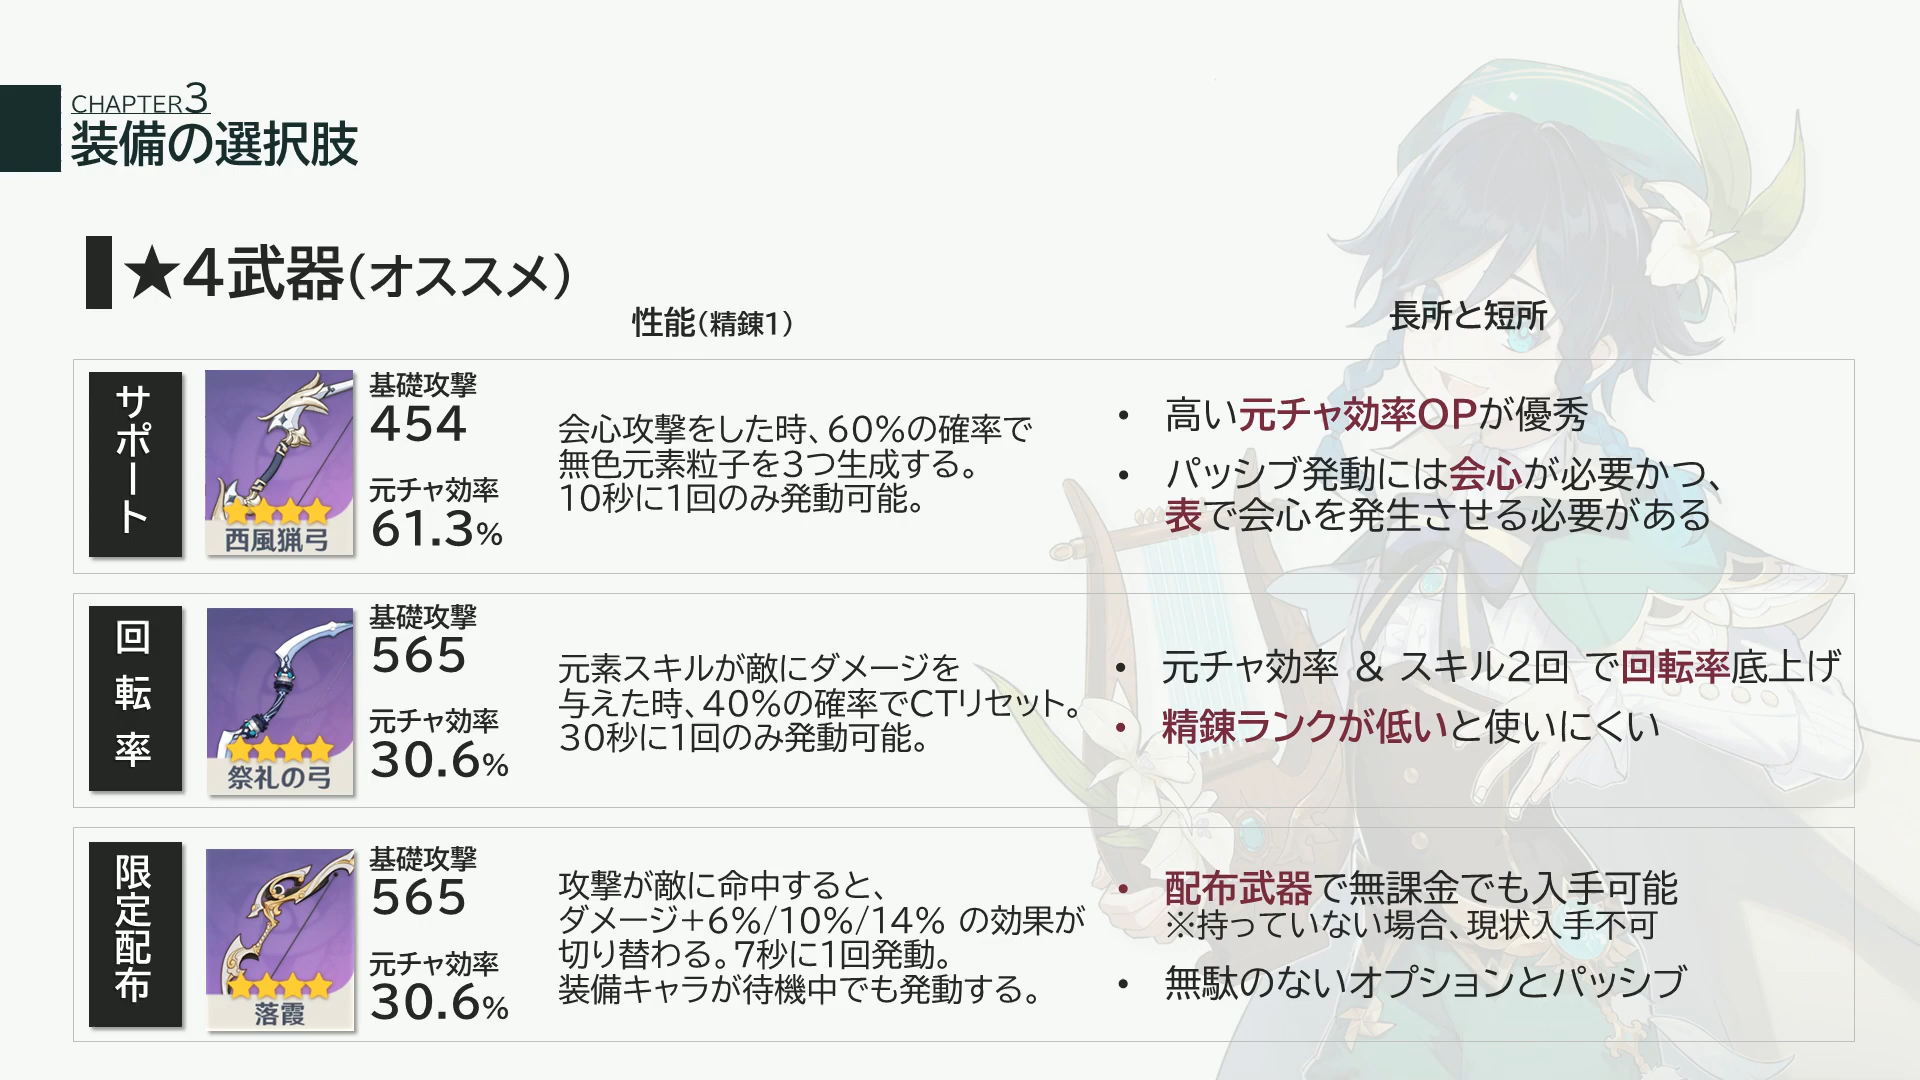 CHAPTER3
装備の選択肢
★4武器(オススメ)
性能(精錬1)
長所と短所
サポート
西風猟弓
基礎攻撃
454
元チャ効率
61.3%
会心攻撃をした時、60%の確率で
無色元素粒子を3つ生成する。
10秒に1回のみ発動可能。
• 高い元チャ効率OPが優秀
• パッシブ発動には会心が必要かつ、
表で会心を発生させる必要がある
回転率
祭礼の弓
基礎攻撃
565
元チャ効率
30.6%
元素スキルが敵にダメージを
与えた時、40%の確率でCTリセット。
30秒に1回のみ発動可能。
• 元チャ効率 & スキル2回 で回転率底上げ
• 精錬ランクが低いと使いにくい
限定配布
落霞
基礎攻撃
565
元チャ効率
30.6%
攻撃が敵に命中すると、
ダメージ+6%/10%/14% の効果が
切り替わる。7秒に1回発動。
装備キャラが待機中でも発動する。
• 配布武器で無課金でも入手可能
※持っていない場合、現状入手不可
• 無駄のないオプションとパッシブ